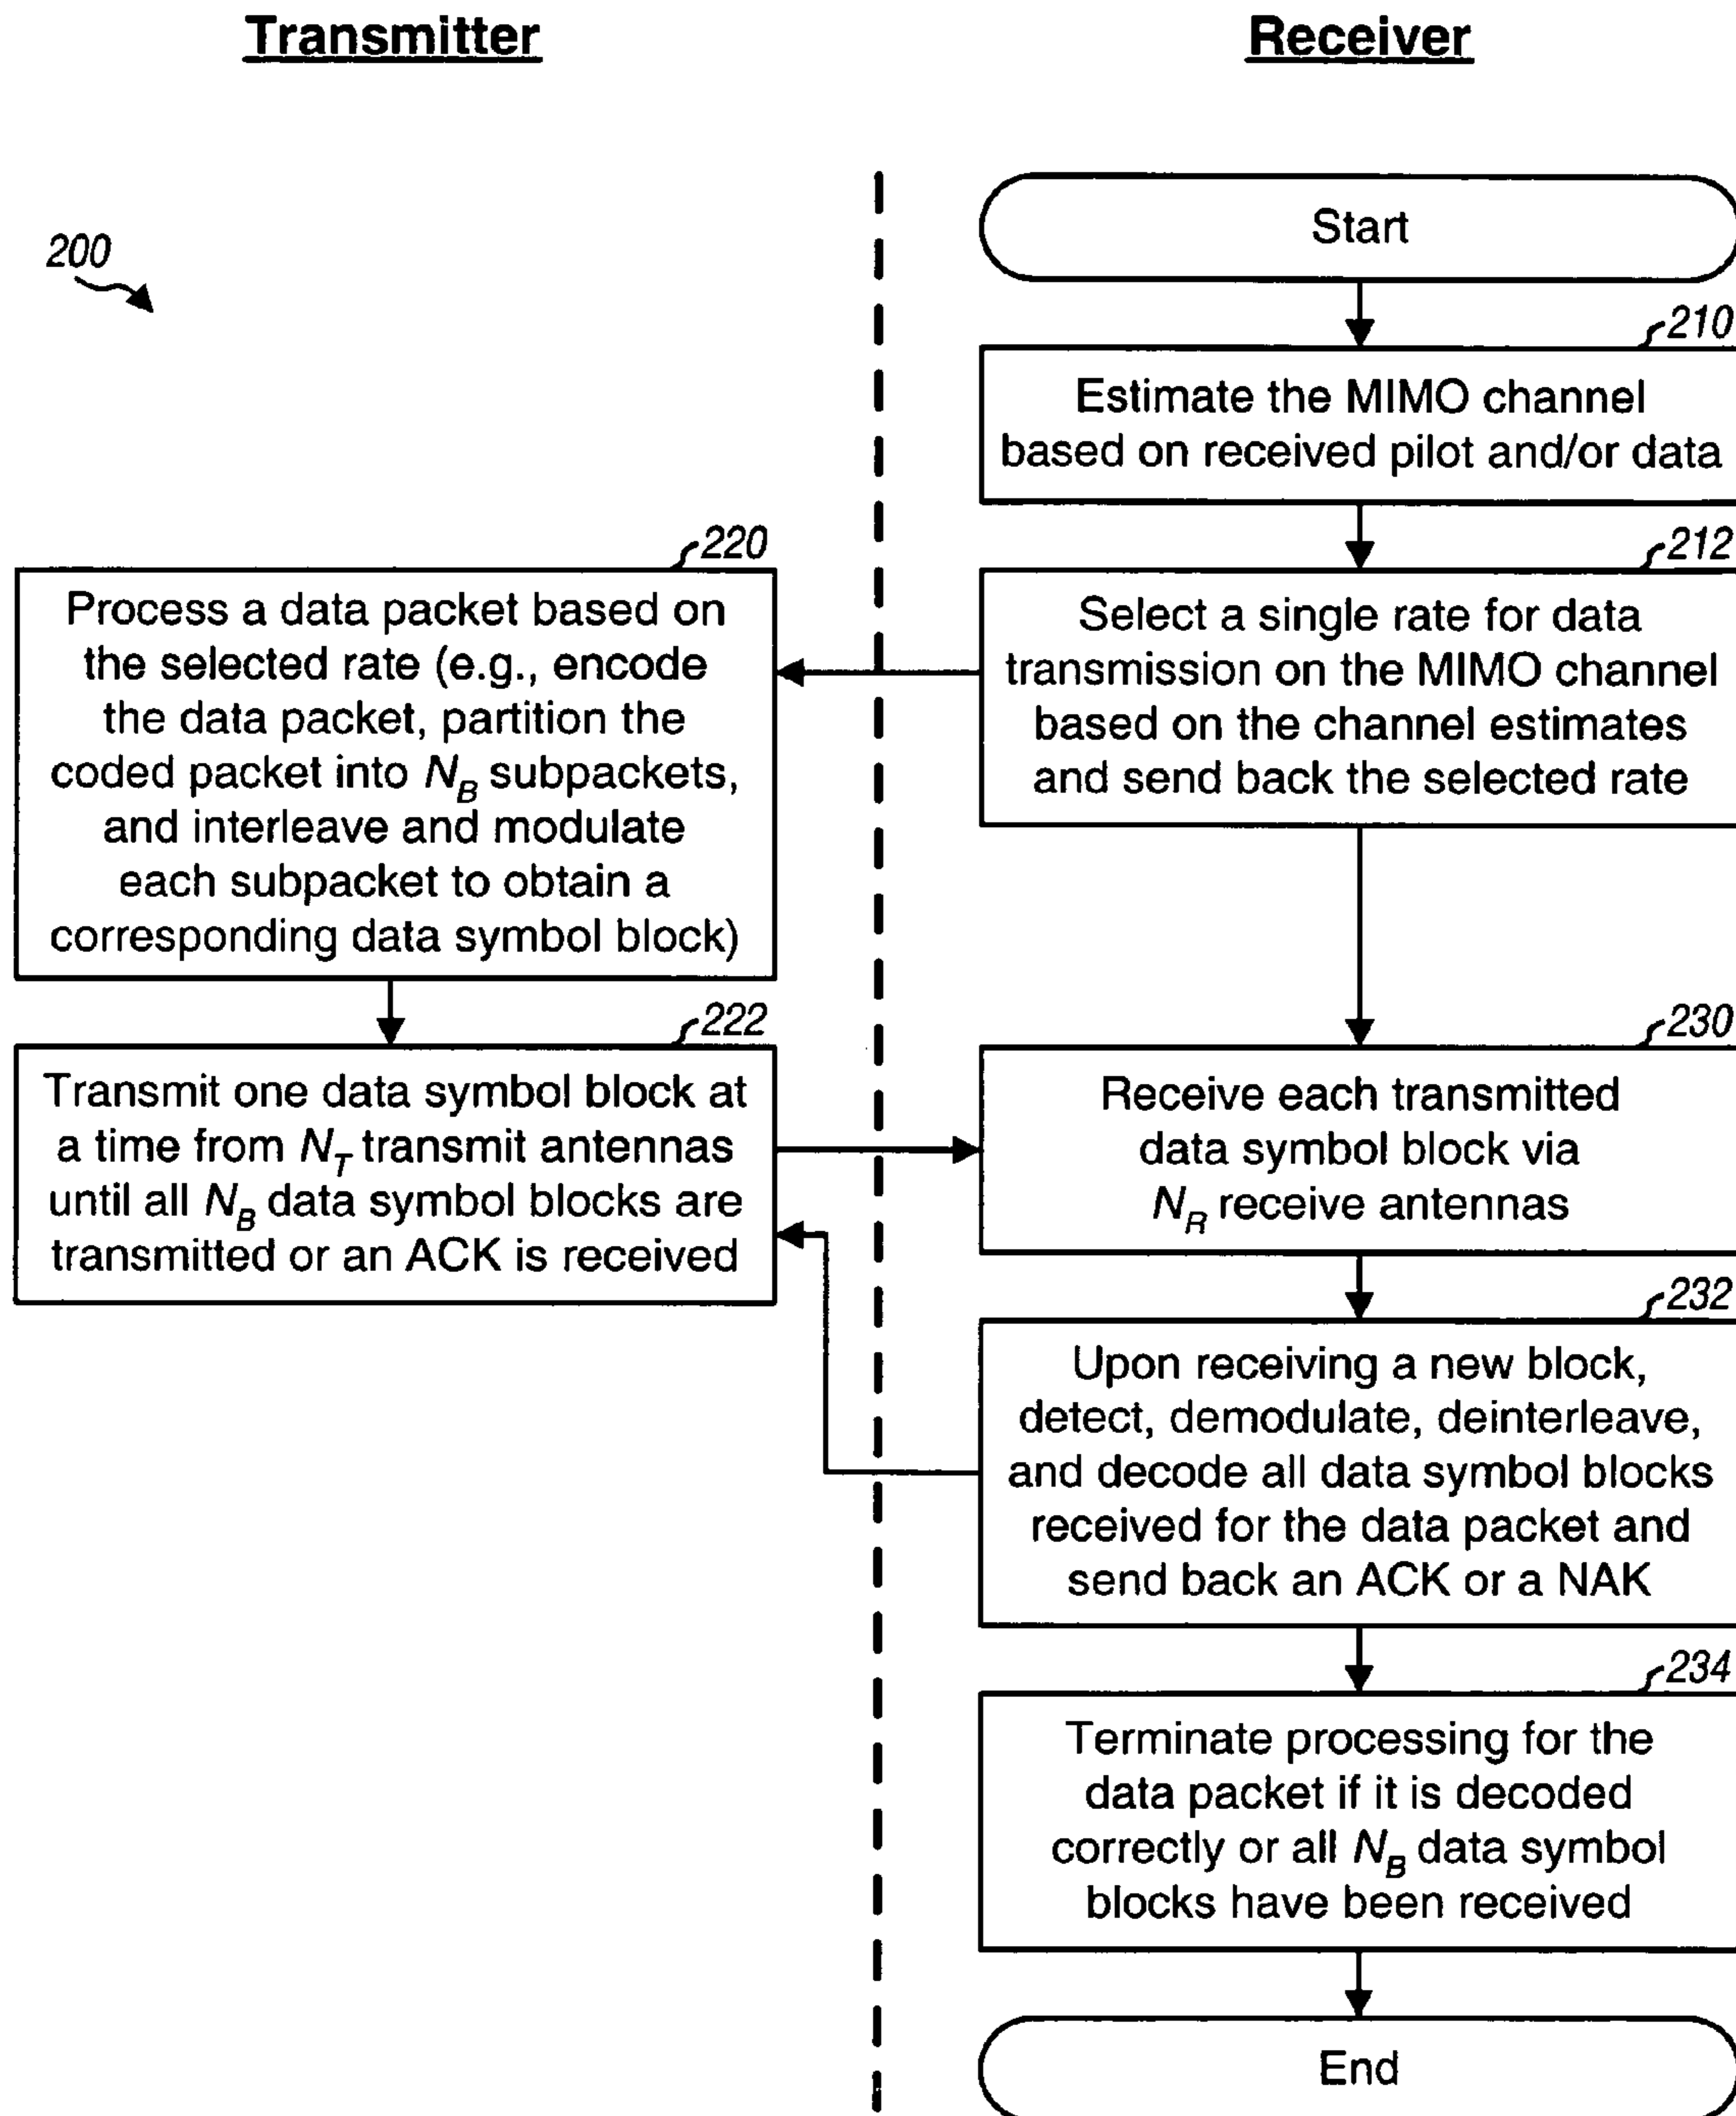 Transmitter
Receiver
200
Start
210
Estimate the MIMO channel
based on received pilot and/or data
212
Select a single rate for data
transmission on the MIMO channel
based on the channel estimates
and send back the selected rate
220
Process a data packet based on
the selected rate (e.g., encode
the data packet, partition the
coded packet into N_B subpackets,
and interleave and modulate
each subpacket to obtain a
corresponding data symbol block)
222
Transmit one data symbol block at
a time from N_T transmit antennas
until all N_B data symbol blocks are
transmitted or an ACK is received
230
Receive each transmitted
data symbol block via
N_R receive antennas
232
Upon receiving a new block,
detect, demodulate, deinterleave,
and decode all data symbol blocks
received for the data packet and
send back an ACK or a NAK
234
Terminate processing for the
data packet if it is decoded
correctly or all N_B data symbol
blocks have been received
End